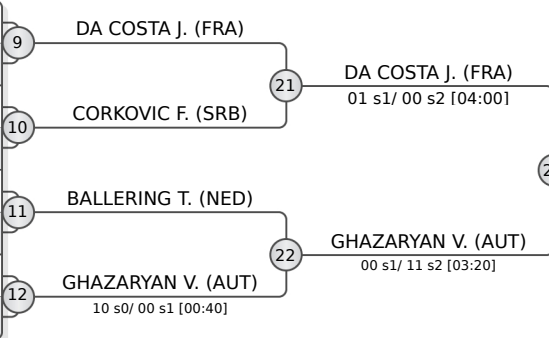 DA COSTA J. (FRA)
9
21
DA COSTA J. (FRA)
01 s1/ 00 s2 [04:00]
CORKOVIC F. (SRB)
10
BALLERING T. (NED)
11
22
GHAZARYAN V. (AUT)
00 s1/ 11 s2 [03:20]
GHAZARYAN V. (AUT)
12
10 s0/ 00 s1 [00:40]